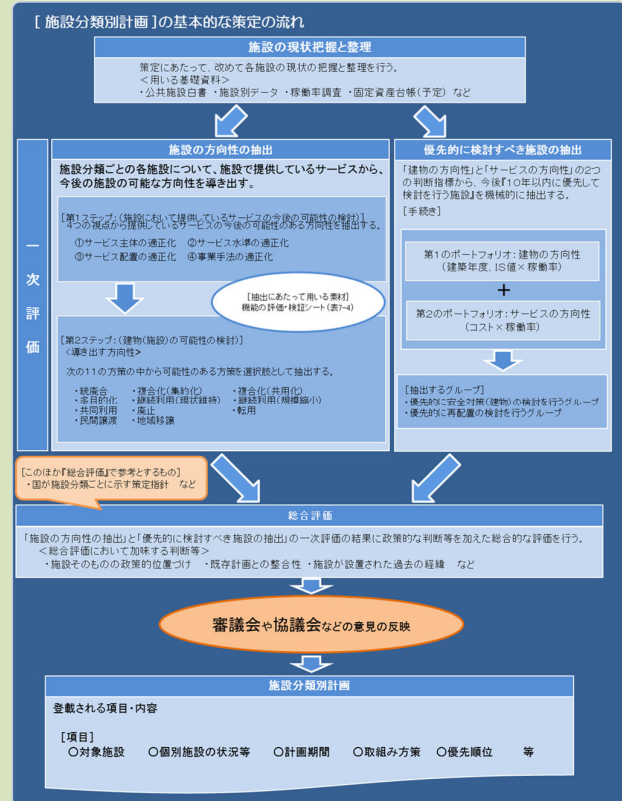 ［施設分類別計画］の基本的な策定の流れ
施設の現状把握と整理
策定にあたって、改めて各施設の現状の把握と整理を行う。
＜用いる基礎資料＞
・公共施設白書 ・施設別データ ・稼働率調査 ・固定資産台帳(予定) など
一次評価
施設の方向性の抽出
施設分類ごとの各施設について、施設で提供しているサービスから、
今後の施設の可能な方向性を導き出す。
[第1ステップ：(施設において提供しているサービスの今後の可能性の検討)]
4つの視点から提供しているサービスの今後の可能性のある方向性を抽出する。
①サービス主体の適正化 ②サービス水準の適正化
③サービス配置の適正化 ④事業手法の適正化
[抽出にあたって用いる素材]
機能の評価・検証シート(表7-4)
[第2ステップ：(建物(施設)の可能性の検討)]
＜導き出す方向性＞
次の11の方策の中から可能性のある方策を選択肢として抽出する。
・統廃合 ・複合化(集約化) ・複合化(共用化)
・多目的化 ・継続利用(現状維持) ・継続利用(規模縮小)
・共同利用 ・廃止 ・転用
・民間譲渡 ・地域移譲
優先的に検討すべき施設の抽出
「建物の方向性」と「サービスの方向性」の2つ
の判断指標から、今後『10年以内に優先して
検討を行う施設』を機械的に抽出する。
[手続き]
第1のポートフォリオ：建物の方向性
(建築年度、IS値×稼働率)
＋
第2のポートフォリオ：サービスの方向性
(コスト×稼働率)
[抽出するグループ]
・優先的に安全対策(建物)の検討を行うグループ
・優先的に再配置の検討を行うグループ
[このほか『総合評価』で参考とするもの]
・国が施設分類ごとに示す策定指針 など
総合評価
「施設の方向性の抽出」と「優先的に検討すべき施設の抽出」の一次評価の結果に政策的な判断等を加えた総合的な評価を行う。
＜総合評価において加味する判断等＞
・施設そのものの政策的位置づけ ・既存計画との整合性 ・施設が設置された過去の経緯 など
審議会や協議会などの意見の反映
施設分類別計画
登載される項目・内容
[項目]
○対象施設 ○個別施設の状況等 ○計画期間 ○取組み方策 ○優先順位 等